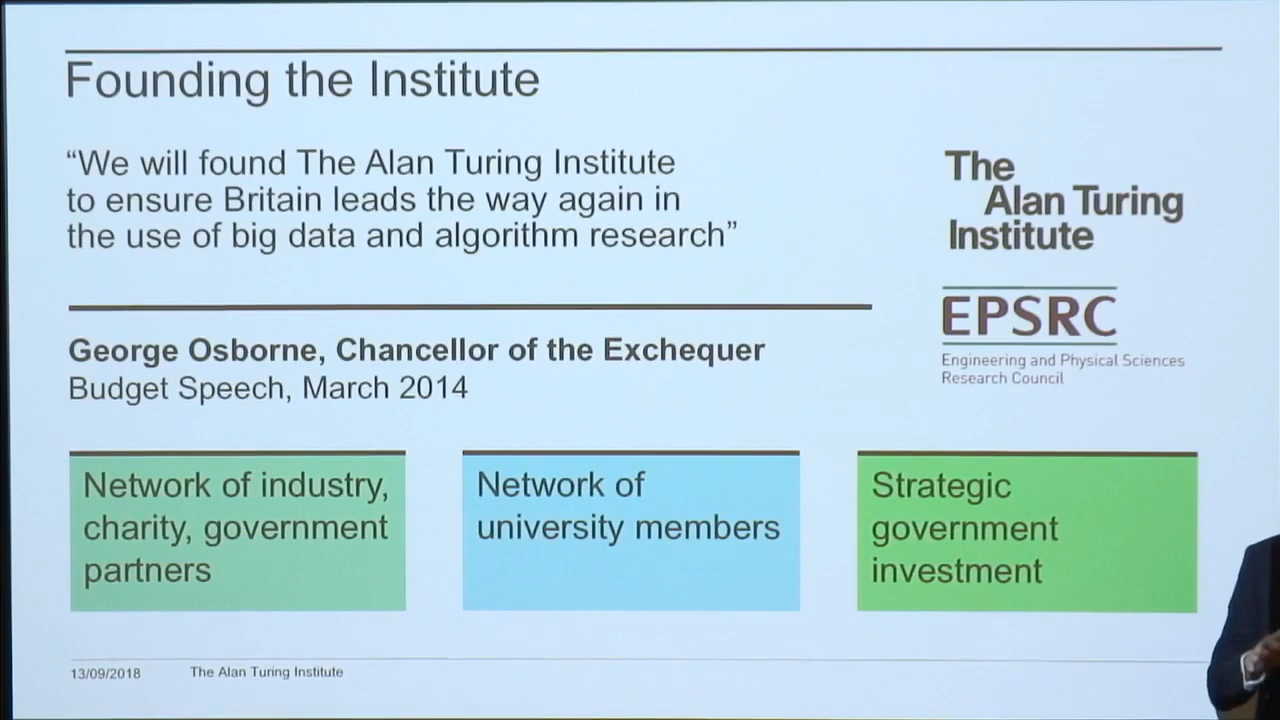 Founding the Institute
“We will found The Alan Turing Institute
to ensure Britain leads the way again in
the use of big data and algorithm research”
The
Alan Turing
Institute
EPSRC
Engineering and Physical Sciences
Research Council
George Osborne, Chancellor of the Exchequer
Budget Speech, March 2014
Network of industry,
charity, government
partners
Network of
university members
Strategic
government
investment
13/09/2018 The Alan Turing Institute